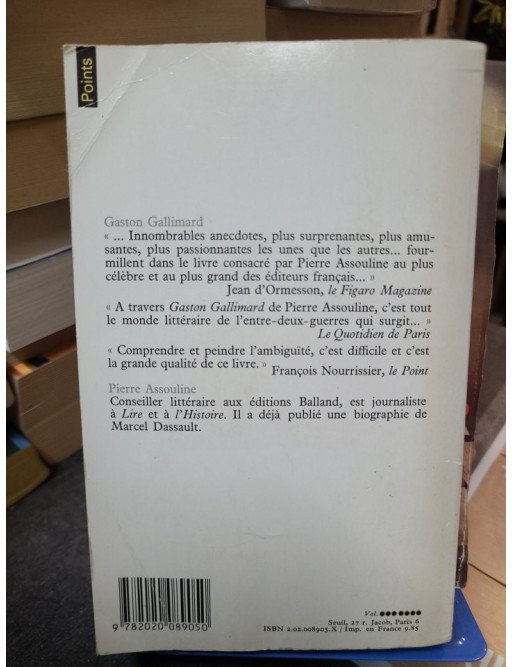 Points
Gaston Gallimard
« ... Innombrables anecdotes, plus surprenantes, plus amu-
santes, plus passionnantes les unes que les autres... four-
millent dans le livre consacré par Pierre Assouline au plus
célèbre et au plus grand des éditeurs français... »
Jean d'Ormesson, le Figaro Magazine
« A travers Gaston Gallimard de Pierre Assouline, c'est tout
le monde littéraire de l'entre-deux-guerres qui surgit... »
Le Quotidien de Paris
« Comprendre et peindre l'ambiguïté, c'est difficile et c'est
la grande qualité de ce livre. »
François Nourrissier, le Point
Pierre Assouline
Conseiller littéraire aux éditions Balland, est journaliste
à Lire et à l'Histoire. Il a déjà publié une biographie de
Marcel Dassault.
Vol. ●●●●●●●
Seuil, 27 r. Jacob, Paris 6
ISBN 2.02.008905.X / Imp. en France 9.85
9 782020 089050